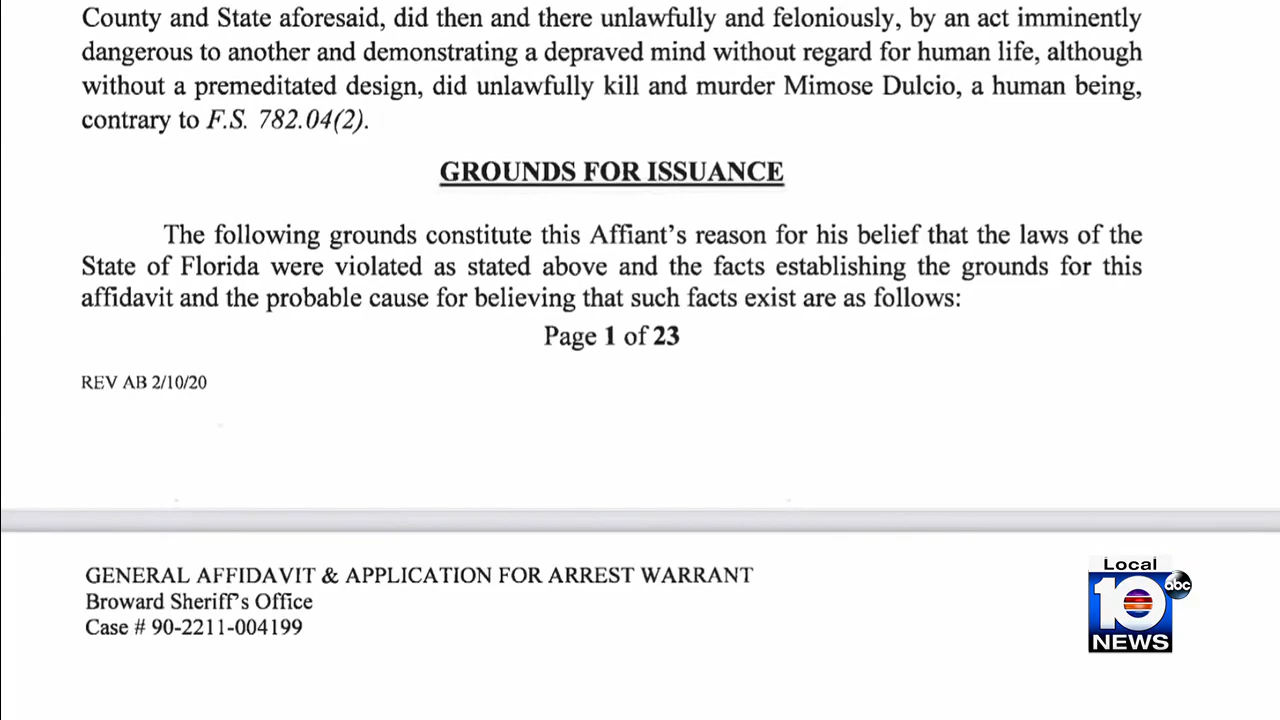 County and State aforesaid, did then and there unlawfully and feloniously, by an act imminently
dangerous to another and demonstrating a depraved mind without regard for human life, although
without a premeditated design, did unlawfully kill and murder Mimose Dulcio, a human being,
contrary to F.S. 782.04(2).
GROUNDS FOR ISSUANCE
The following grounds constitute this Affiant's reason for his belief that the laws of the
State of Florida were violated as stated above and the facts establishing the grounds for this
affidavit and the probable cause for believing that such facts exist are as follows:
Page 1 of 23
REV AB 2/10/20
GENERAL AFFIDAVIT & APPLICATION FOR ARREST WARRANT
Broward Sheriff's Office
Case # 90-2211-004199
Local
10 abc
NEWS